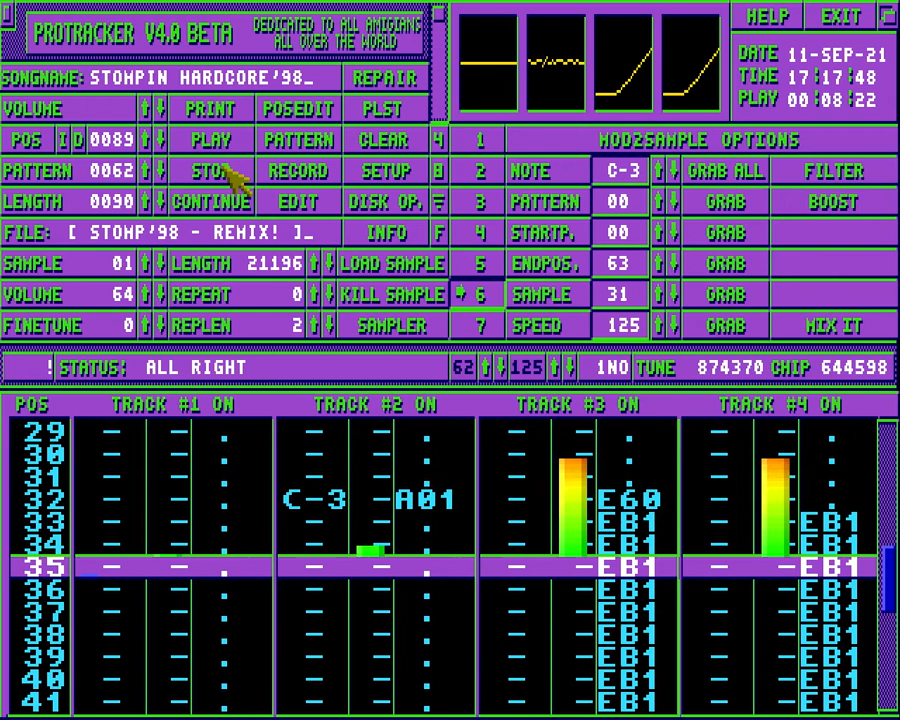 PROTRACKER V4.0 BETA
DEDICATED TO ALL AMIGIANS
ALL OVER THE WORLD
HELP EXIT
DATE 11-SEP-21
TIME 17:17:48
PLAY 00:08:22
SONGNAME: STOMPIN HARDCORE'98_ REPAIR
VOLUME PRINT POSEDIT PLST
POS I D 0089 PLAY PATTERN CLEAR 4 1 MOD2SAMPLE OPTIONS
PATTERN 0062 STOP RECORD SETUP 8 2 NOTE C-3 GRAB ALL FILTER
LENGTH 0090 CONTINUE EDIT DISK OP. 3 PATTERN 00 GRAB BOOST
FILE: [ STOMP'98 - REMIX! ]_ INFO F 4 STARTP. 00 GRAB
SAMPLE 01 LENGTH 21196 LOAD SAMPLE 5 ENDPOS. 63 GRAB
VOLUME 64 REPEAT 0 KILL SAMPLE 6 SAMPLE 31 GRAB
FINETUNE 0 REPLEN 2 SAMPLER 7 SPEED 125 GRAB MIX IT
! STATUS: ALL RIGHT 62 125 1NO TUNE 874370 CHIP 644598
POS TRACK #1 ON TRACK #2 ON TRACK #3 ON TRACK #4 ON
29 - - . - - . - - . - - .
30 - - . - - . - - . - - .
31 - - . - - . - - . - - .
32 - - . C-3 - A01 - - E60 - - .
33 - - . - - . - - EB1 - - EB1
34 - - . - - . - - EB1 - - EB1
35 - - . - - . - - EB1 - - EB1
36 - - . - - . - - EB1 - - EB1
37 - - . - - . - - EB1 - - EB1
38 - - . - - . - - EB1 - - EB1
39 - - . - - . - - EB1 - - EB1
40 - - . - - . - - EB1 - - EB1
41 - - . - - . - - EB1 - - EB1